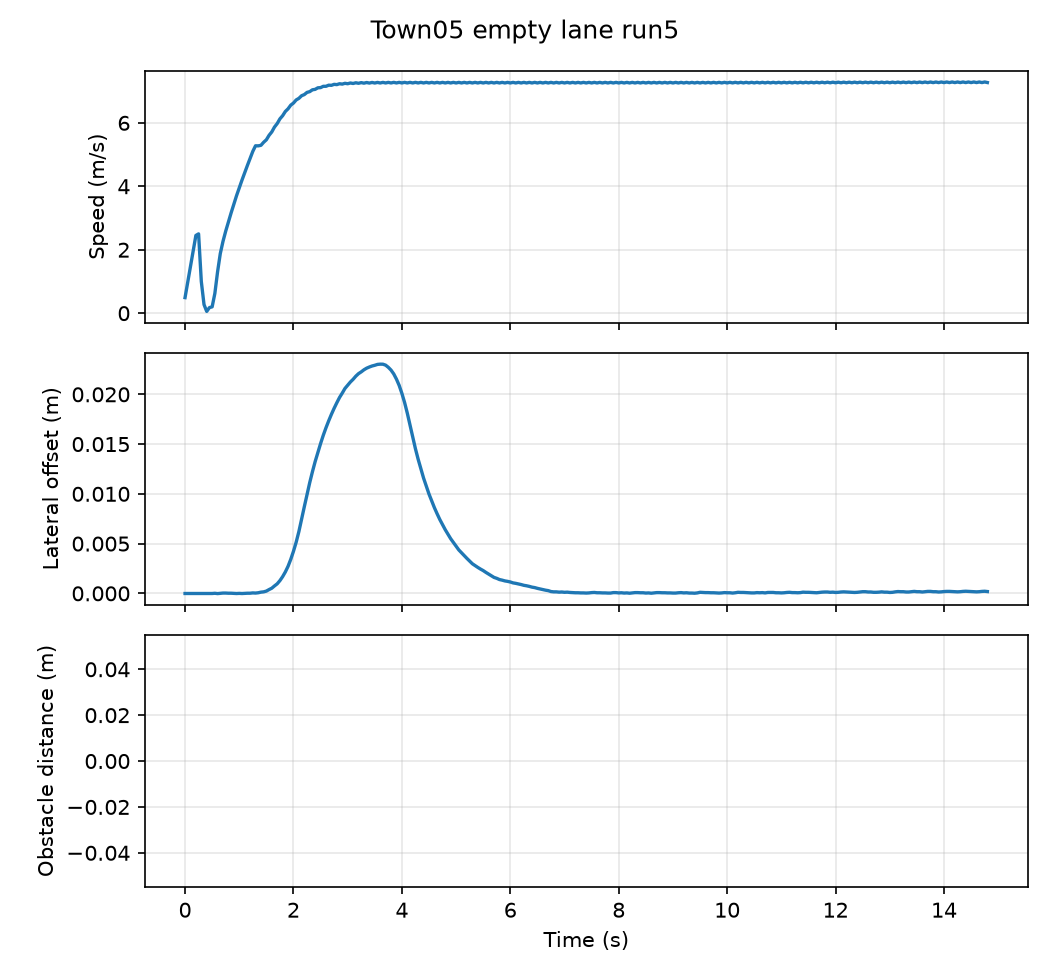 Town05 empty lane run5
6
4
2
0
Speed (m/s)
0.020
0.015
0.010
0.005
0.000
Lateral offset (m)
0.04
0.02
0.00
−0.02
−0.04
Obstacle distance (m)
0 2 4 6 8 10 12 14
Time (s)